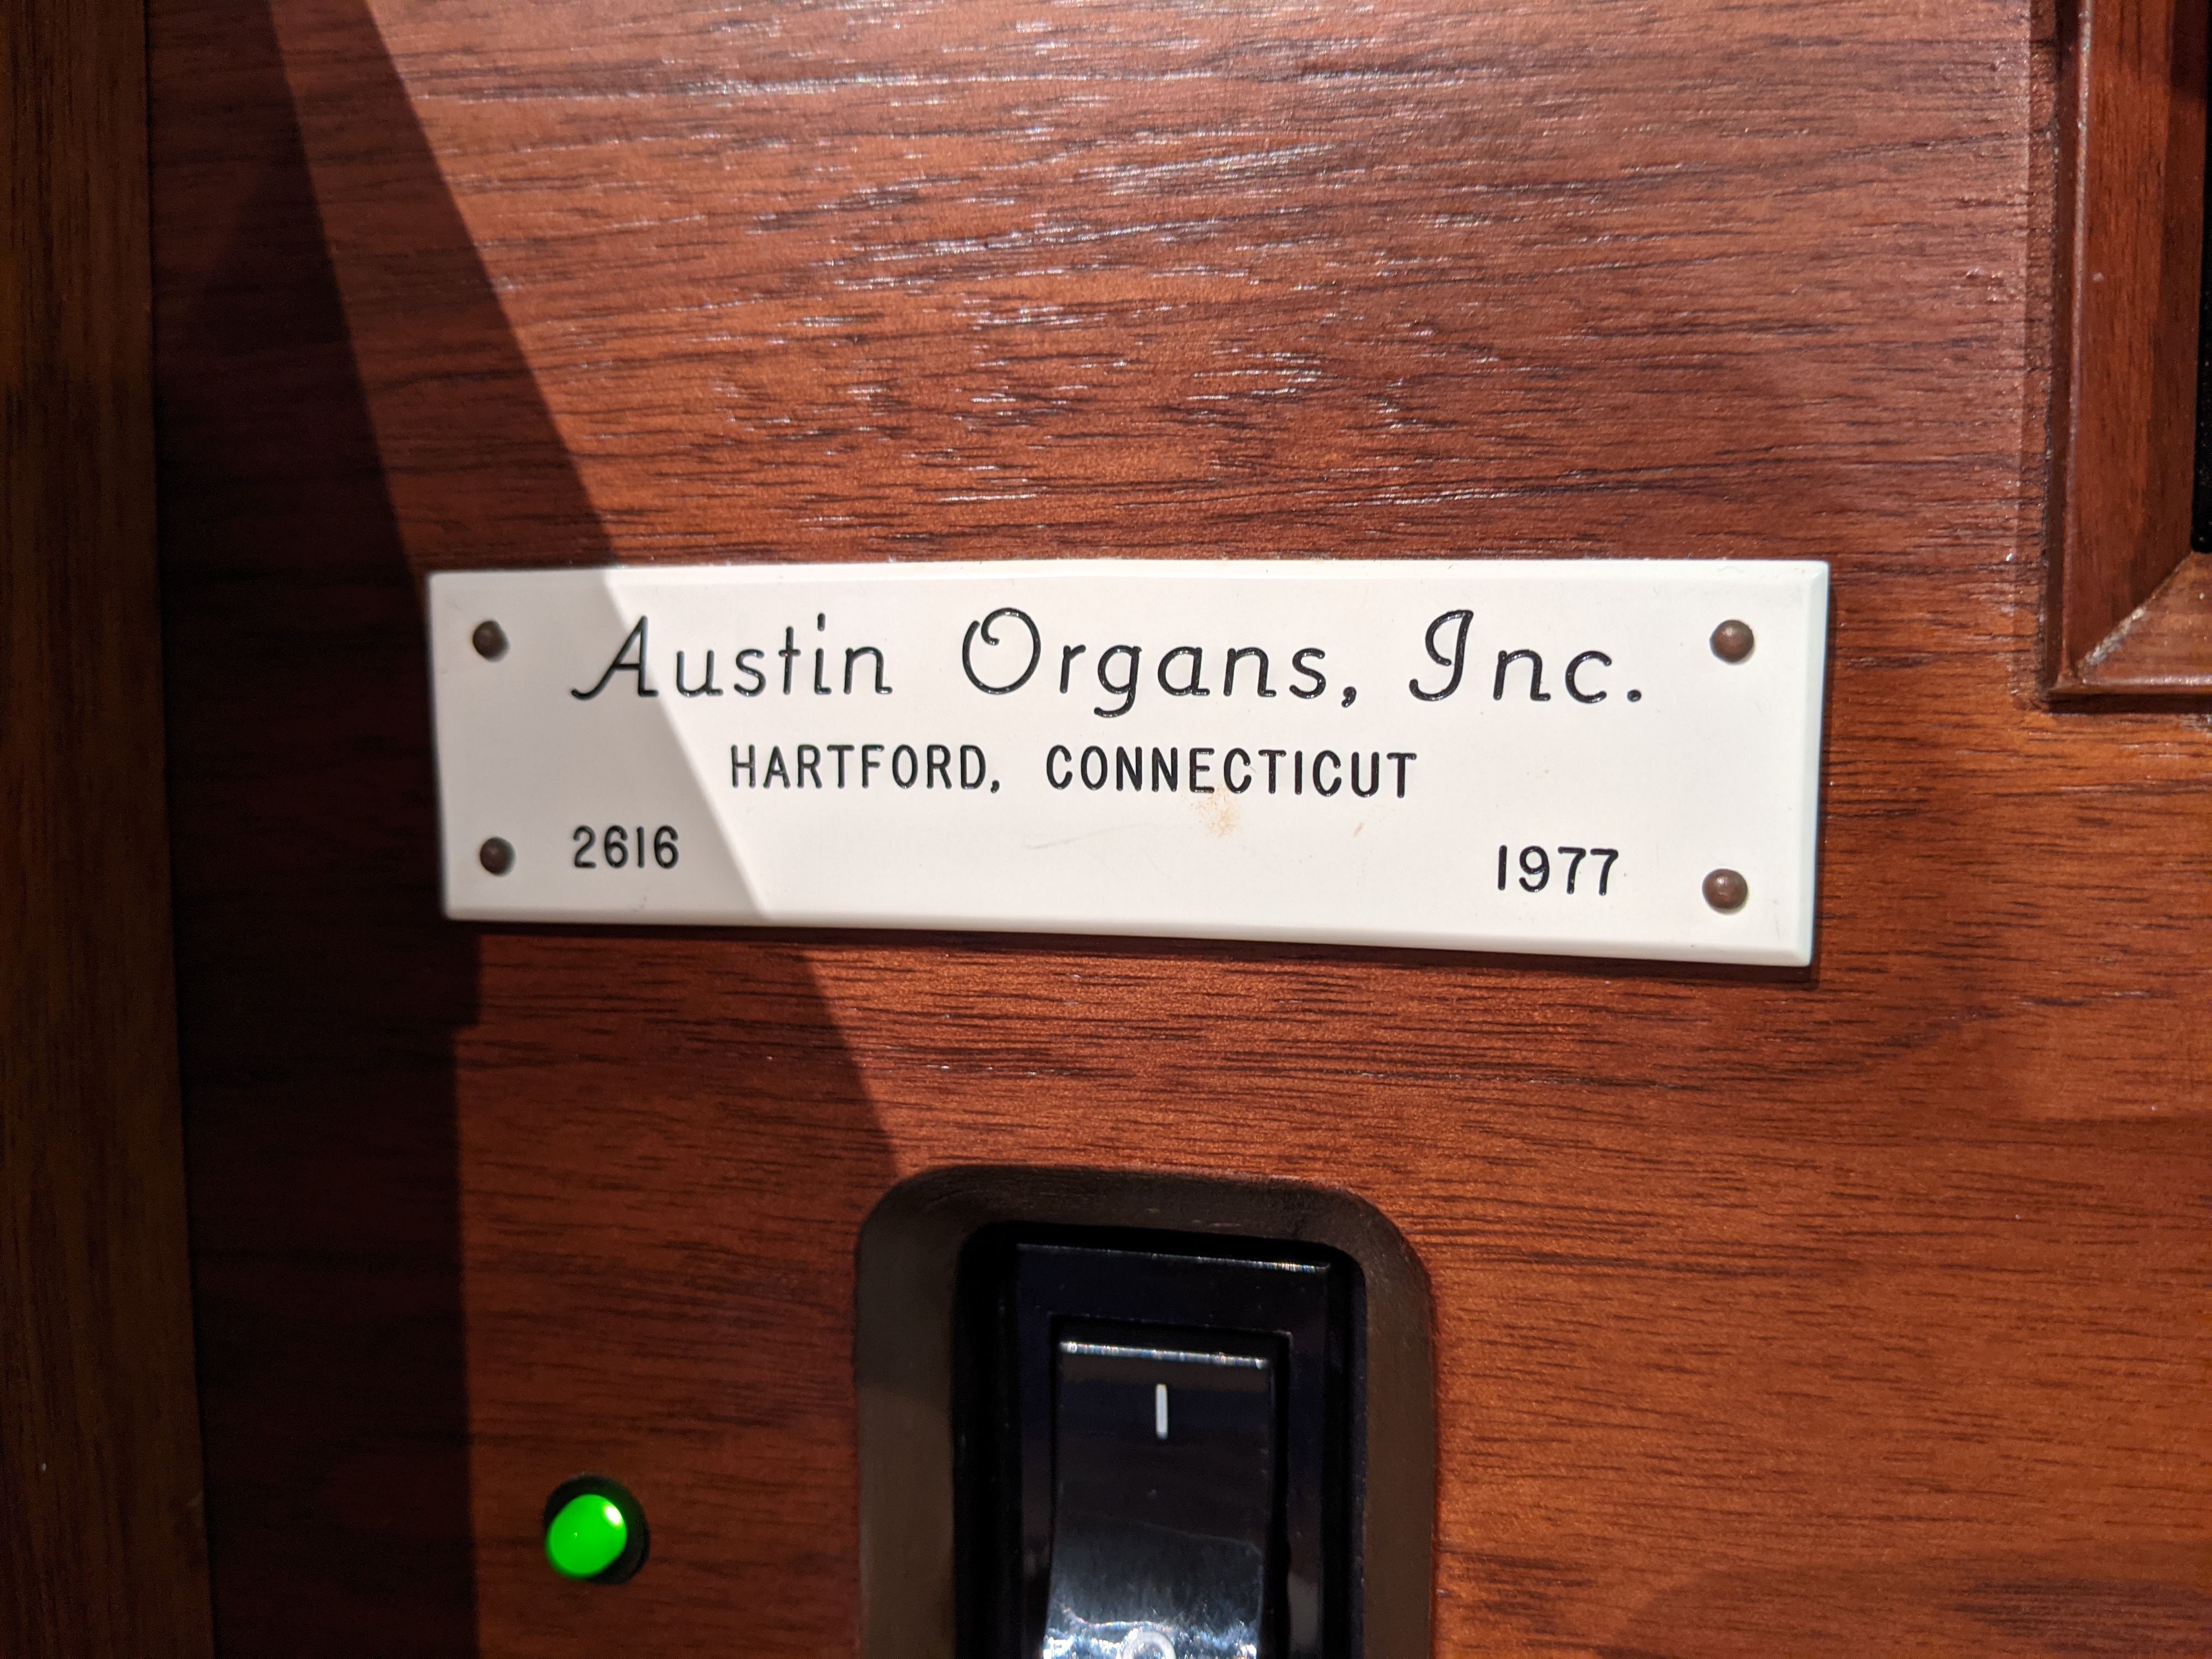 Austin Organs, Inc.
HARTFORD, CONNECTICUT
2616 1977